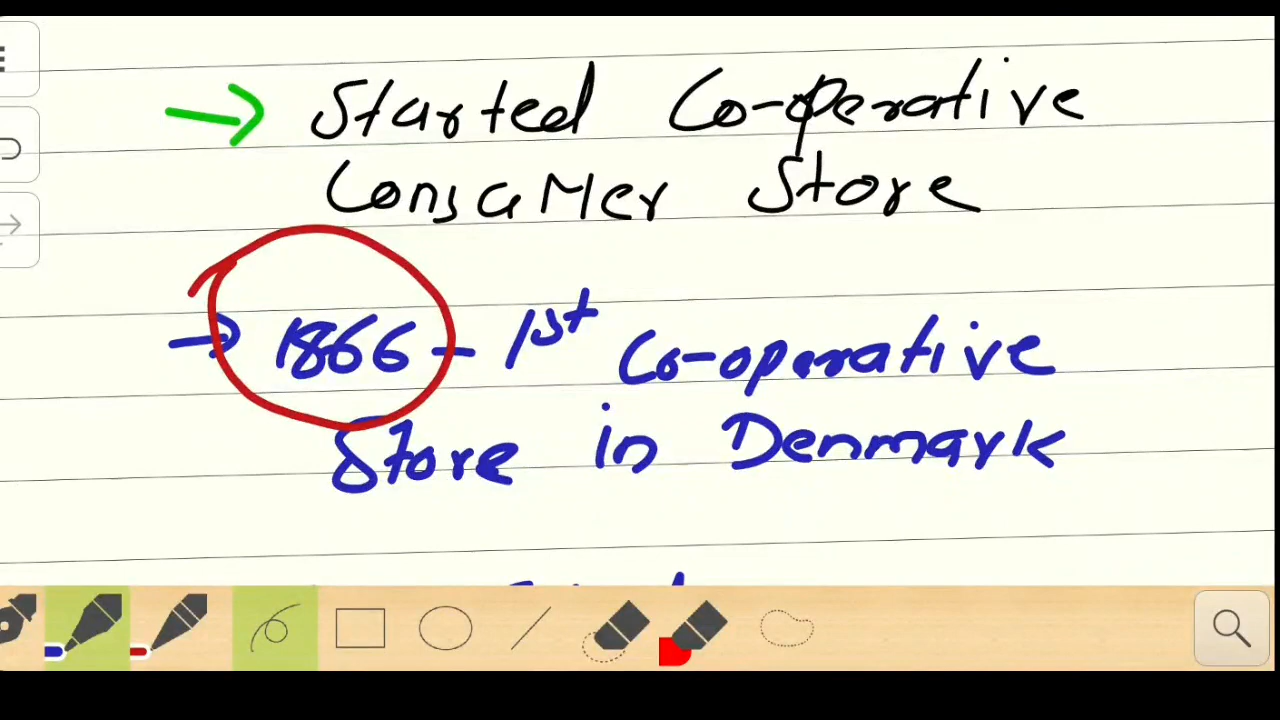 → Started Co-operative
Consumer Store
→ 1866 - 1st Co-operative
Store in Denmark